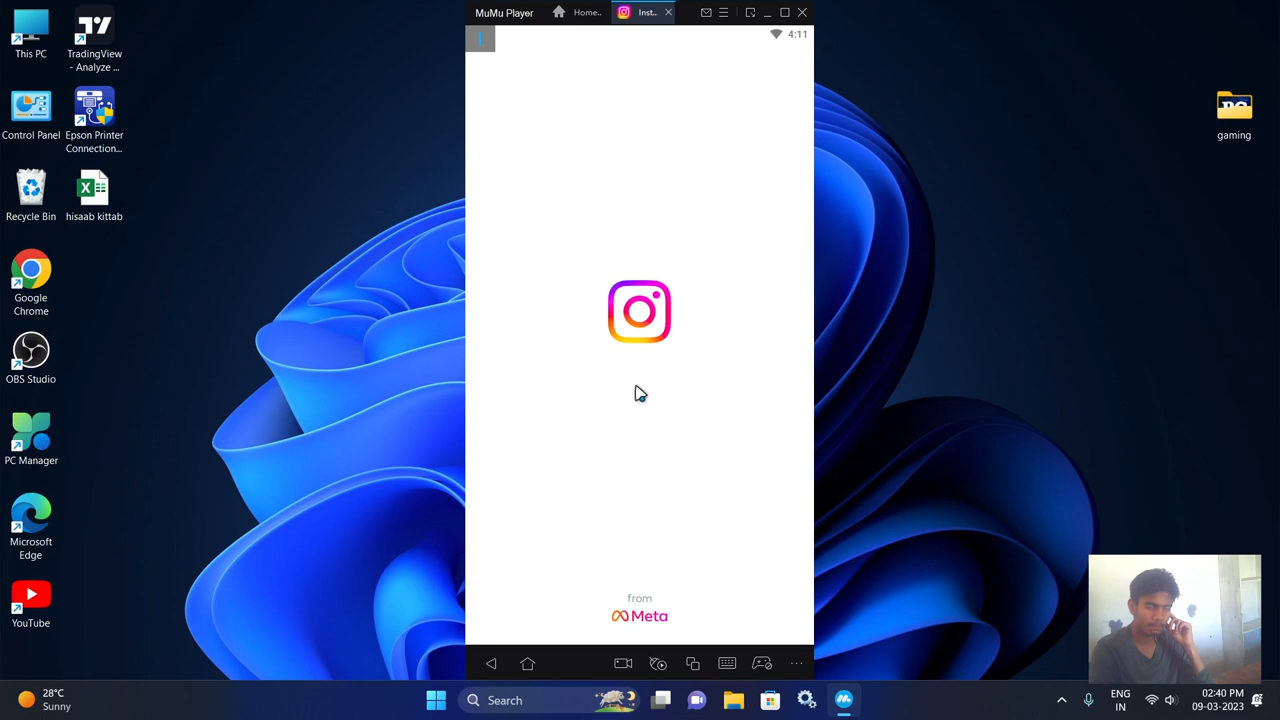 MuMu Player
Home..
Inst..
4:11
This PC
TradingView
- Analyze ...
Control Panel
Epson Printer
Connection...
Recycle Bin
hisaab kittab
Google
Chrome
OBS Studio
PC Manager
Microsoft
Edge
YouTube
gaming
from
Meta
28°C
Sunny
Search
ENG
IN
02:40 PM
09-03-2023